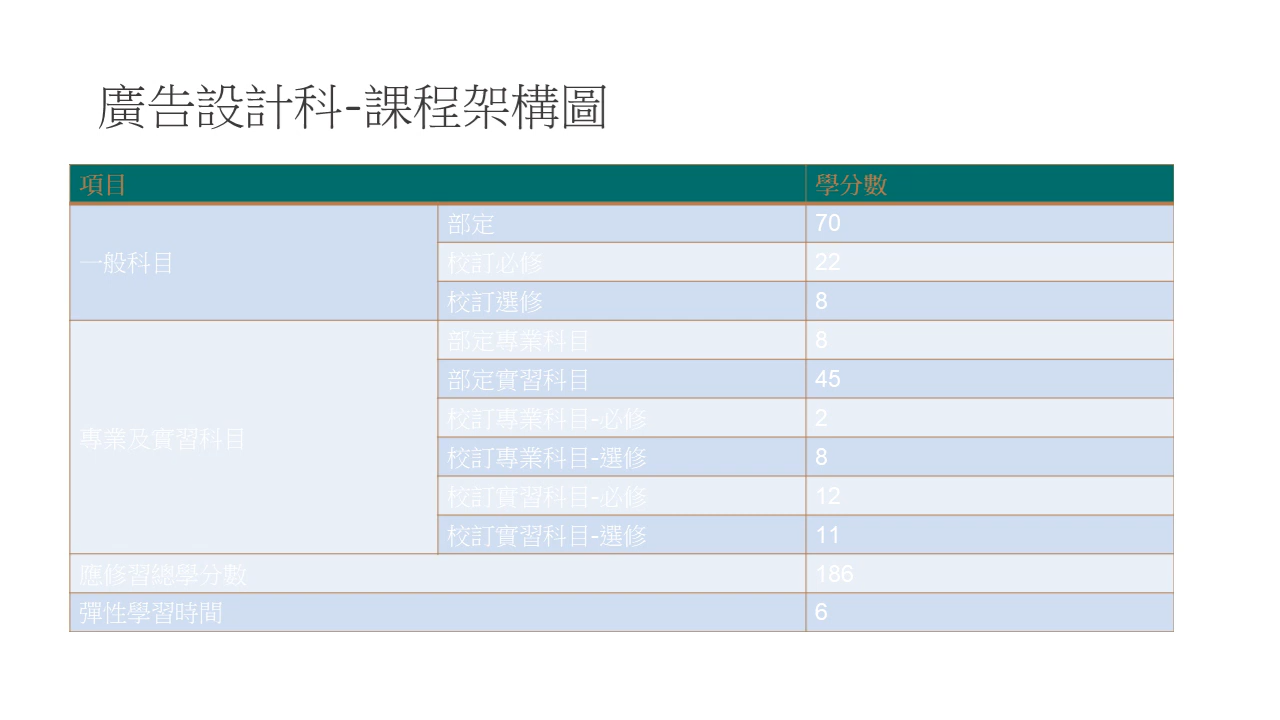 廣告設計科-課程架構圖
項目 學分數
一般科目 部定 70
校訂必修 22
校訂選修 8
專業及實習科目 部定專業科目 8
部定實習科目 45
校訂專業科目-必修 2
校訂專業科目-選修 8
校訂實習科目-必修 12
校訂實習科目-選修 11
應修習總學分數 186
彈性學習時間 6